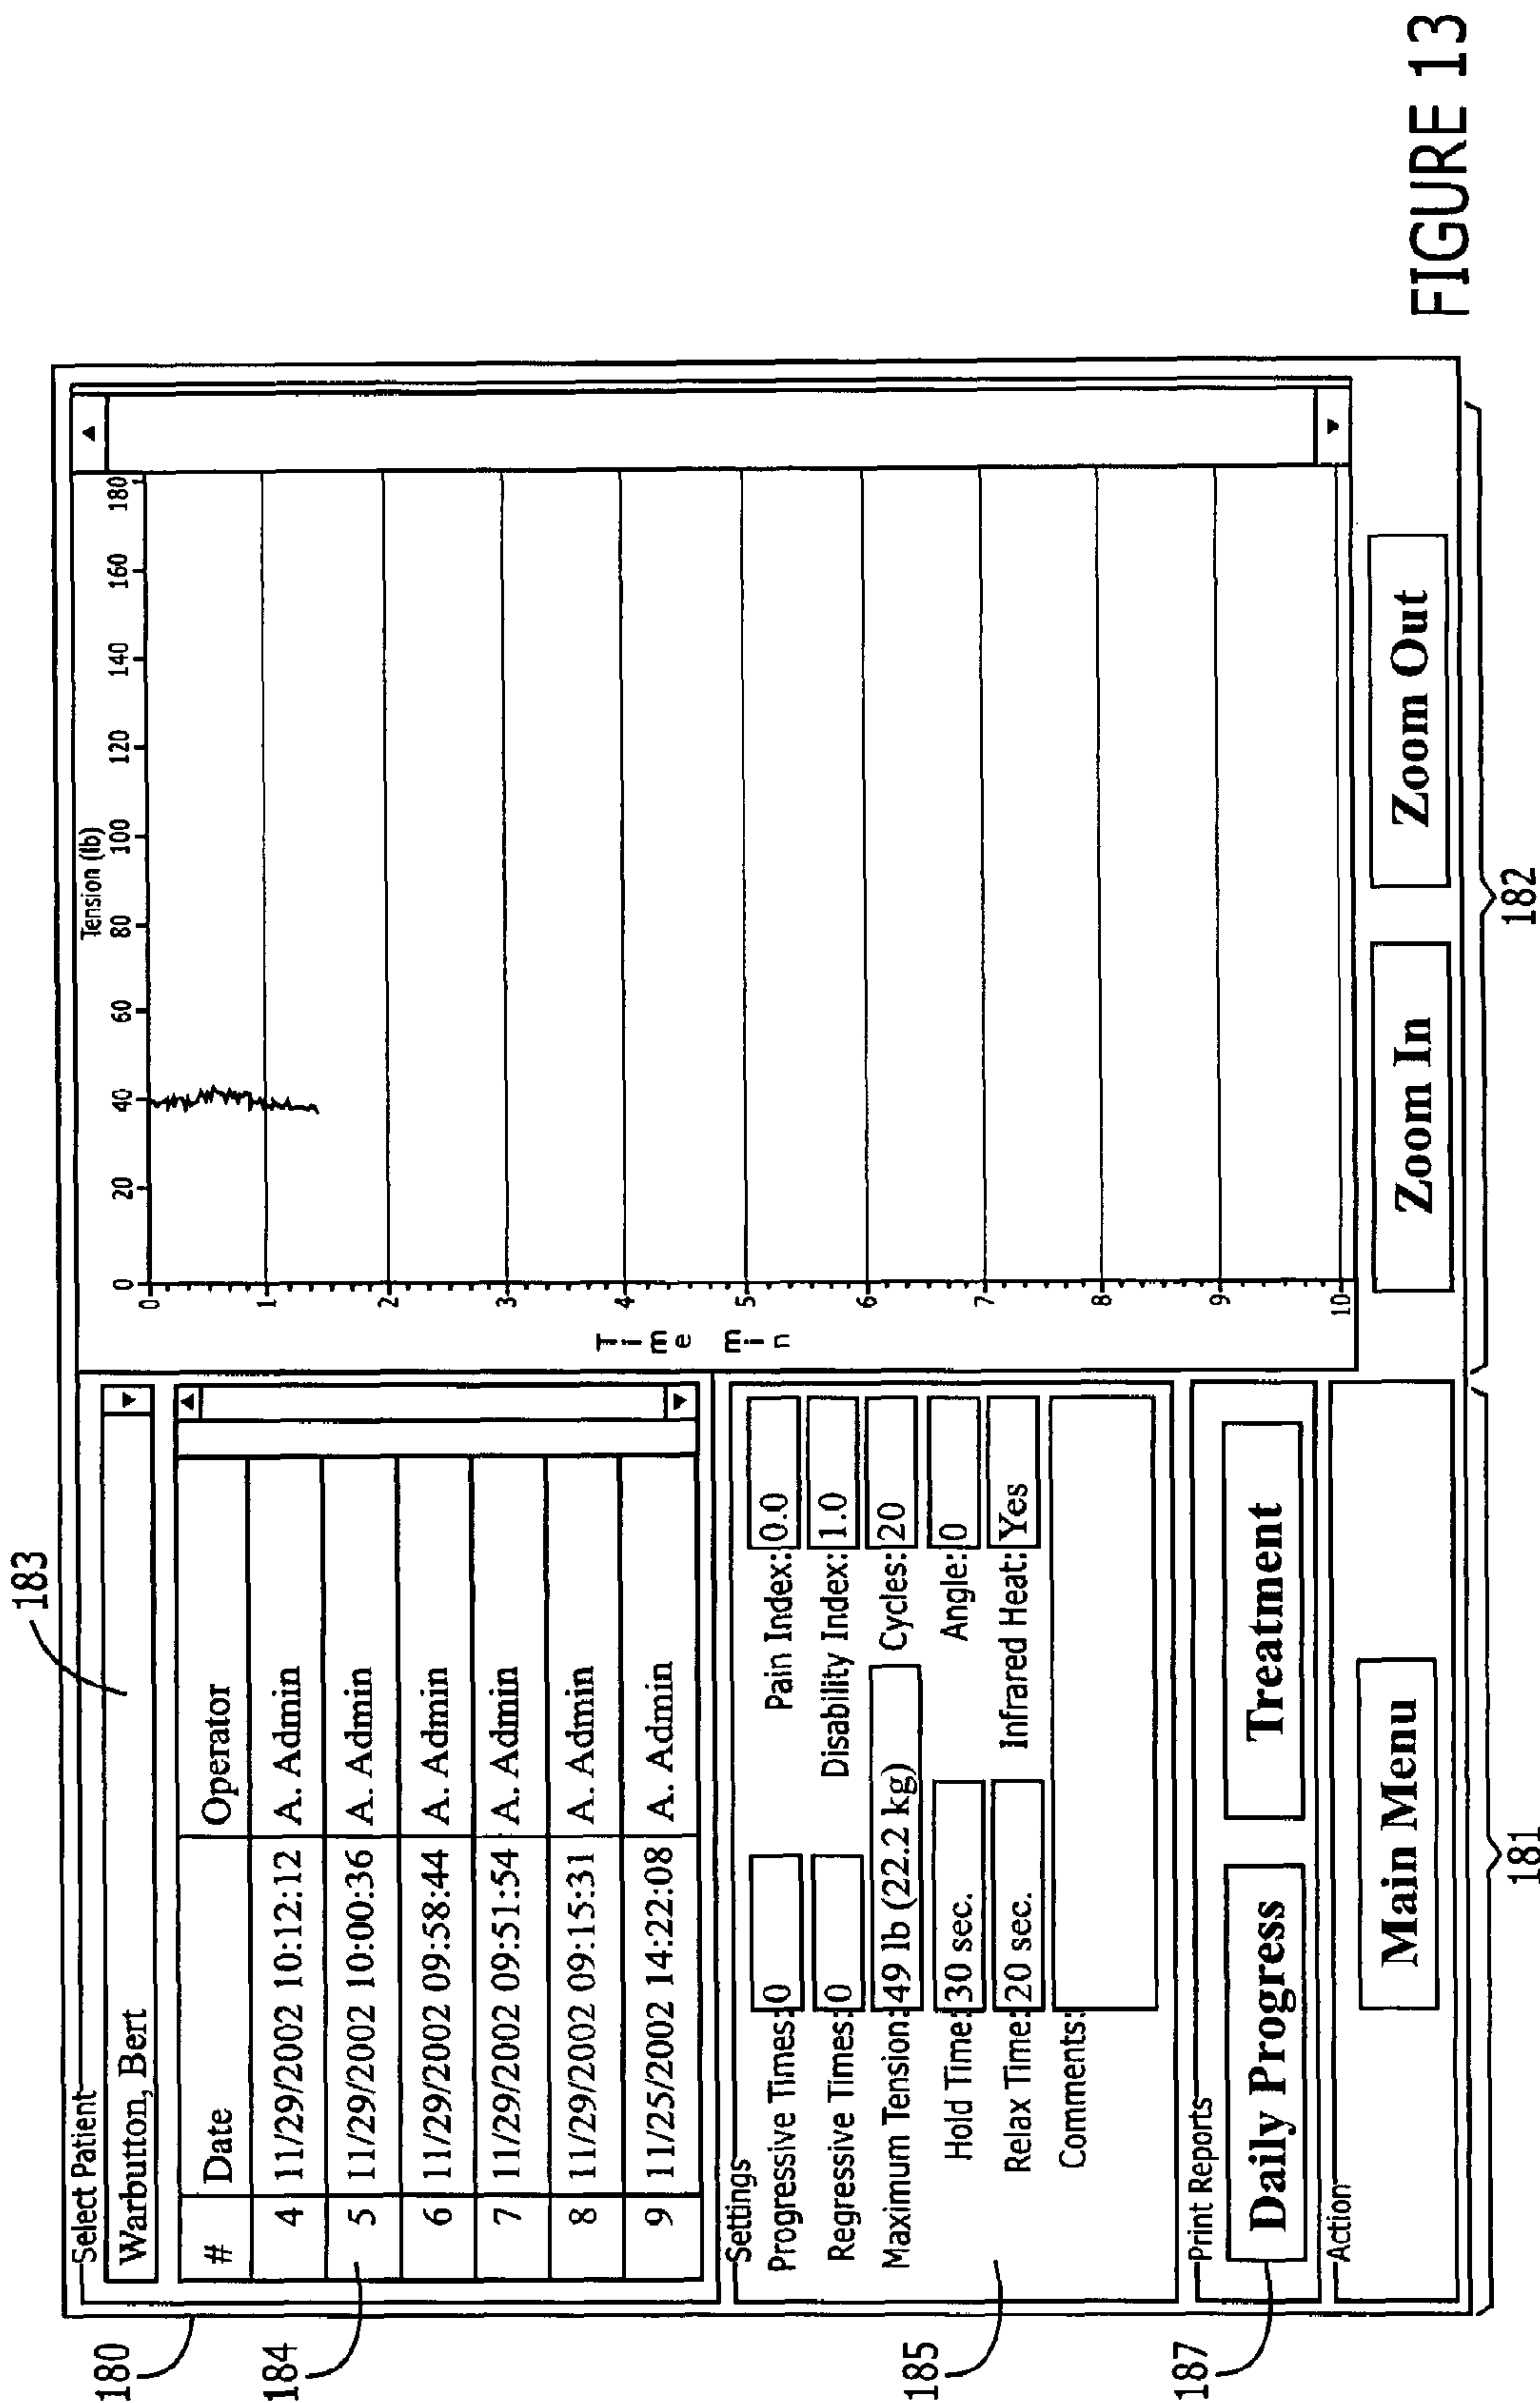 183
180
184
185
187
Select Patient
Warbutton, Bert
# Date Operator
4 11/29/2002 10:12:12 A. Admin
5 11/29/2002 10:00:36 A. Admin
6 11/29/2002 09:58:44 A. Admin
7 11/29/2002 09:51:54 A. Admin
8 11/29/2002 09:15:31 A. Admin
9 11/25/2002 14:22:08 A. Admin
Settings
Progressive Times: 0 Pain Index: 0.0
Regressive Times: 0 Disability Index: 1.0
Maximum Tension: 49 lb (22.2 kg) Cycles: 20
Hold Time: 30 sec. Angle: 0
Relax Time: 20 sec. Infrared Heat: Yes
Comments:
Print Reports
Daily Progress Treatment
Action
Main Menu
Tension (lb)
0 20 40 60 80 100 120 140 160 180
Time min
0
1
2
3
4
5
6
7
8
9
10
Zoom In Zoom Out
181 182
FIGURE 13